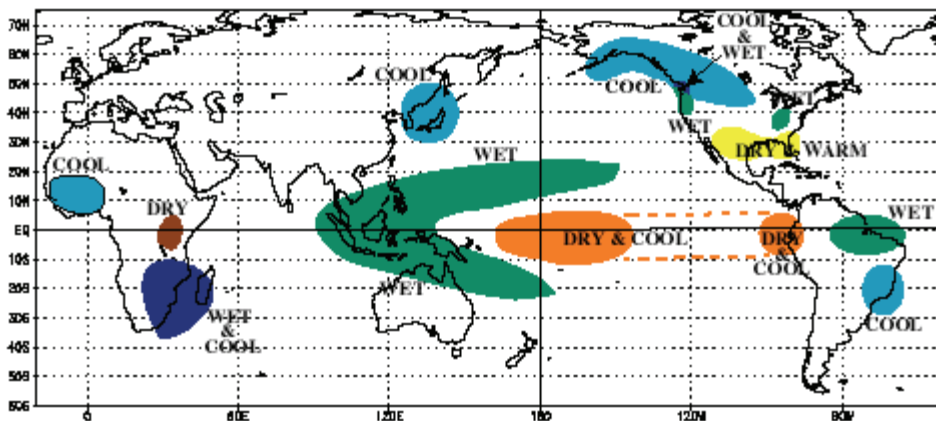 70N
COOL
&
WET
60N
COOL
50N
COOL
WET
40N
WET
30N
DRY & WARM
WET
20N
COOL
10N
DRY
WET
EQ
DRY & COOL
DRY
& COOL
10S
WET
20S
30S
WET
&
COOL
COOL
40S
50S
60S
0
60E
120E
180
120W
60W